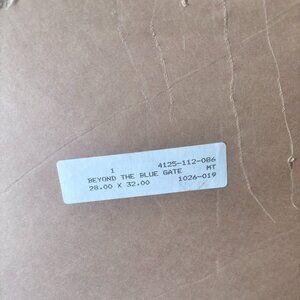 1 4125-112-086
BEYOND THE BLUE GATE MT
28.00 X 32.00 1026-019